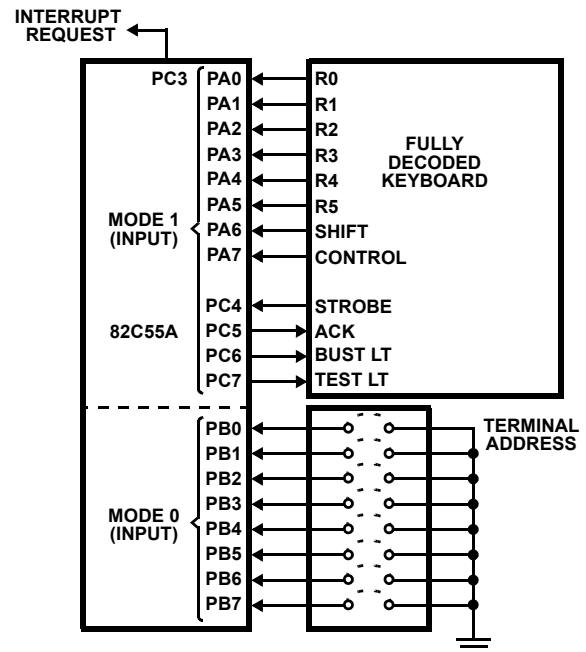 INTERRUPT
REQUEST
PC3 PA0 R0
PA1 R1
PA2 R2
PA3 R3
PA4 R4
PA5 R5
PA6 SHIFT
PA7 CONTROL
FULLY
DECODED
KEYBOARD
MODE 1
(INPUT)
PC4 STROBE
82C55A PC5 ACK
PC6 BUST LT
PC7 TEST LT
PB0
PB1
PB2
PB3
PB4
PB5
PB6
PB7
MODE 0
(INPUT)
TERMINAL
ADDRESS